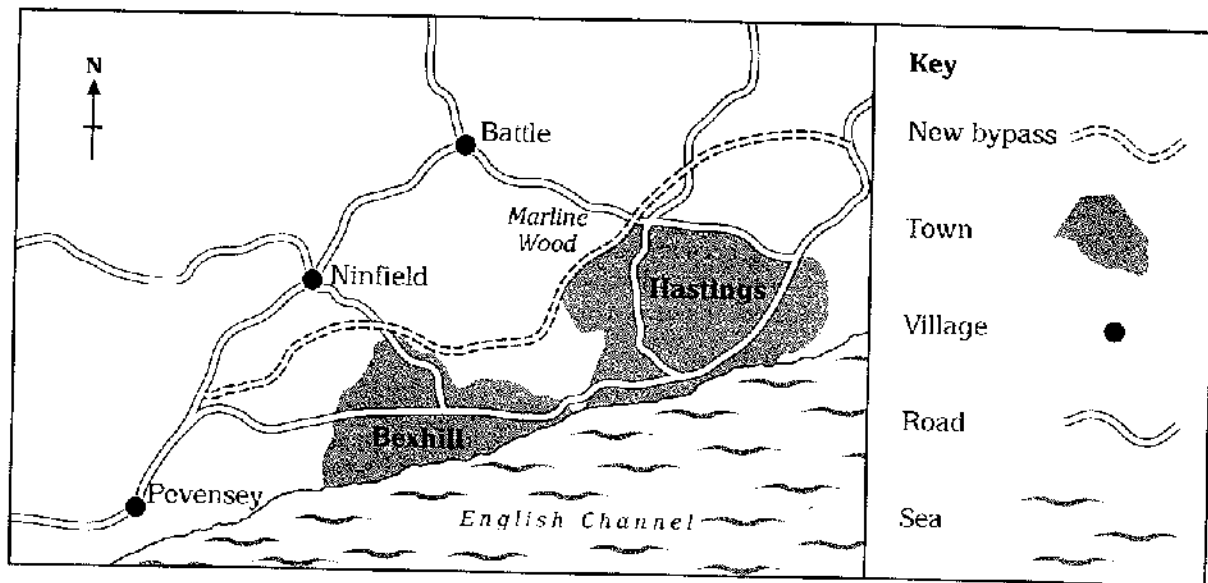 N
Battle
Marline
Wood
Ninfield
Hastings
Bexhill
Pevensey
English Channel
Key
New bypass
Town
Village
Road
Sea